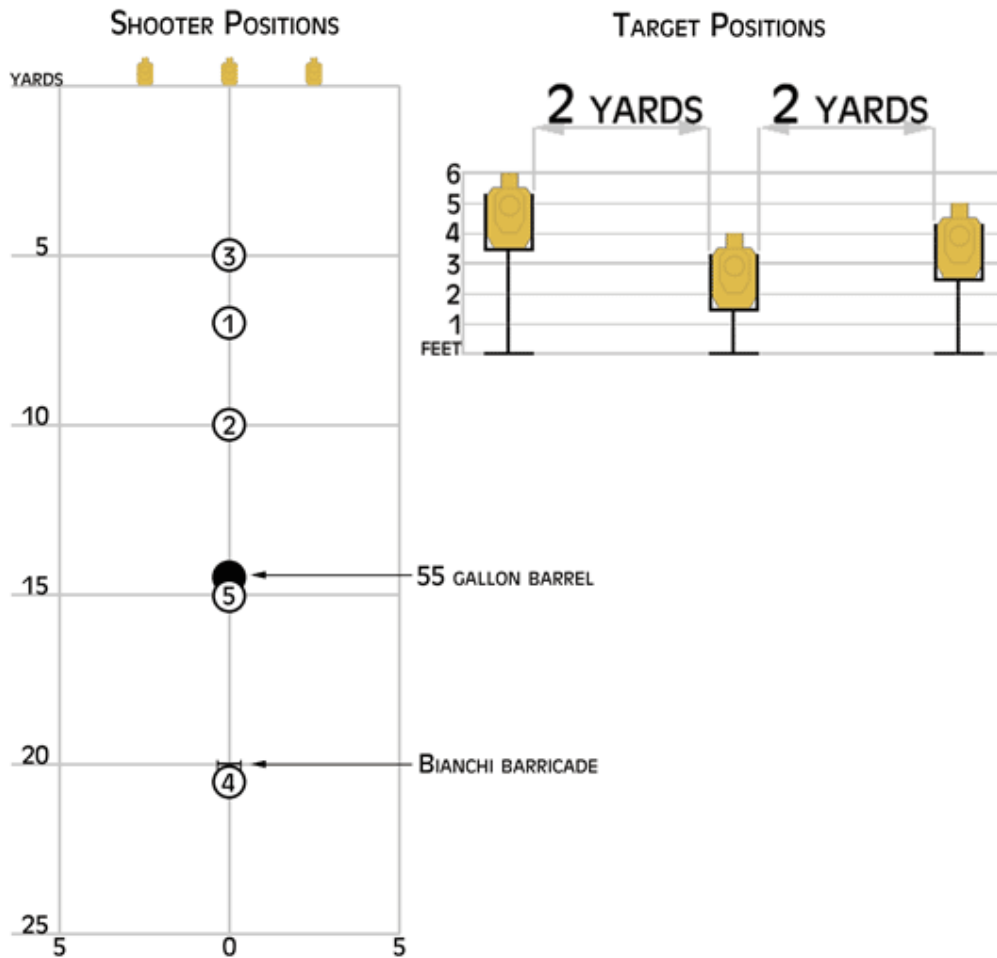 SHOOTER POSITIONS
YARDS
5
3
1
10
2
55 GALLON BARREL
15
5
20
BIANCHI BARRICADE
4
25
5 0 5
TARGET POSITIONS
2 YARDS 2 YARDS
6
5
4
3
2
1
FEET